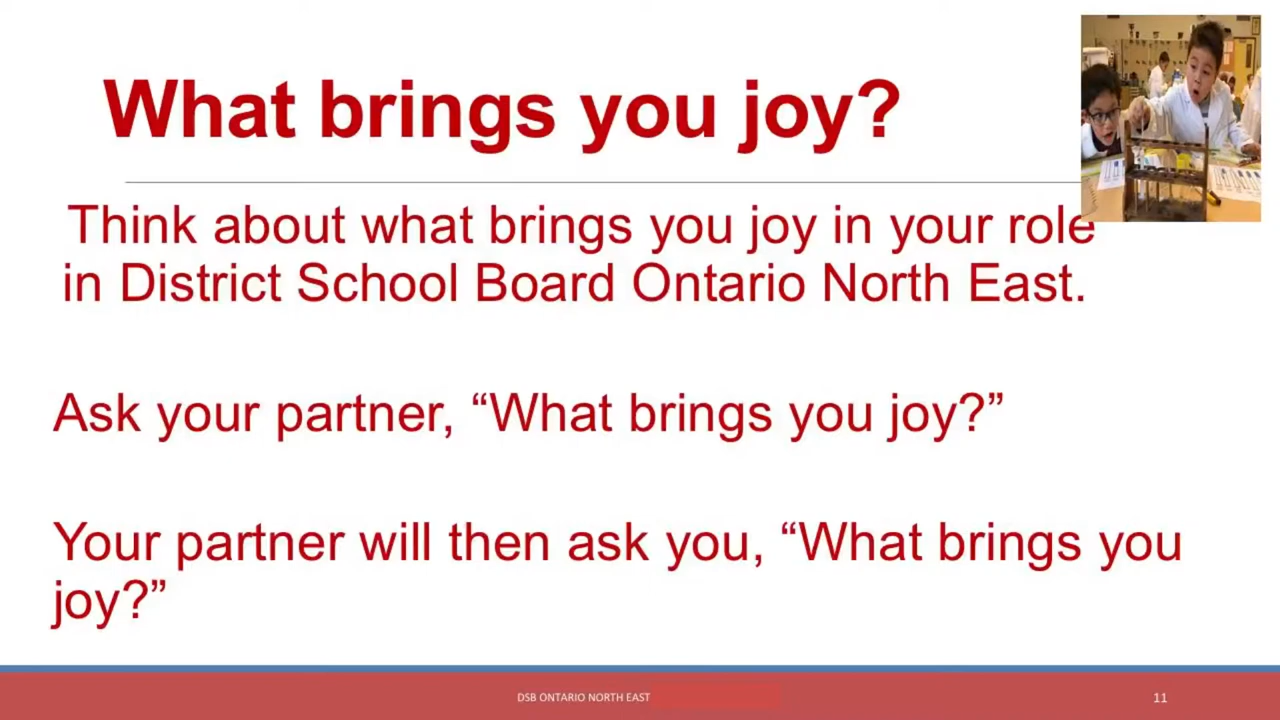 What brings you joy?
Think about what brings you joy in your role
in District School Board Ontario North East.
Ask your partner, “What brings you joy?”
Your partner will then ask you, “What brings you
joy?”
DSB ONTARIO NORTH EAST
11